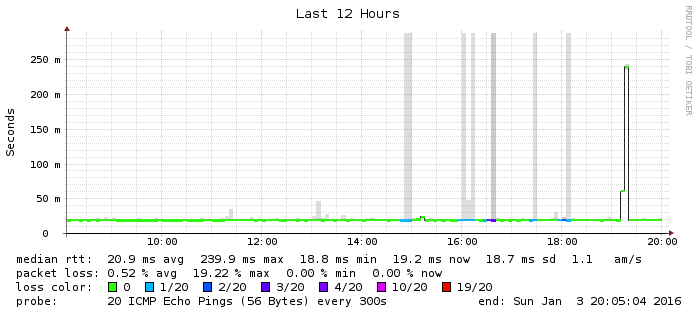 Last 12 Hours
RRDTOOL / TOBI OETIKER
Seconds
250 m
200 m
150 m
100 m
50 m
0
10:00 12:00 14:00 16:00 18:00 20:00
median rtt: 20.9 ms avg 239.9 ms max 18.8 ms min 19.2 ms now 18.7 ms sd 1.1 am/s
packet loss: 0.52 % avg 19.22 % max 0.00 % min 0.00 % now
loss color: 0 1/20 2/20 3/20 4/20 10/20 19/20
probe: 20 ICMP Echo Pings (56 Bytes) every 300s end: Sun Jan 3 20:05:04 2016